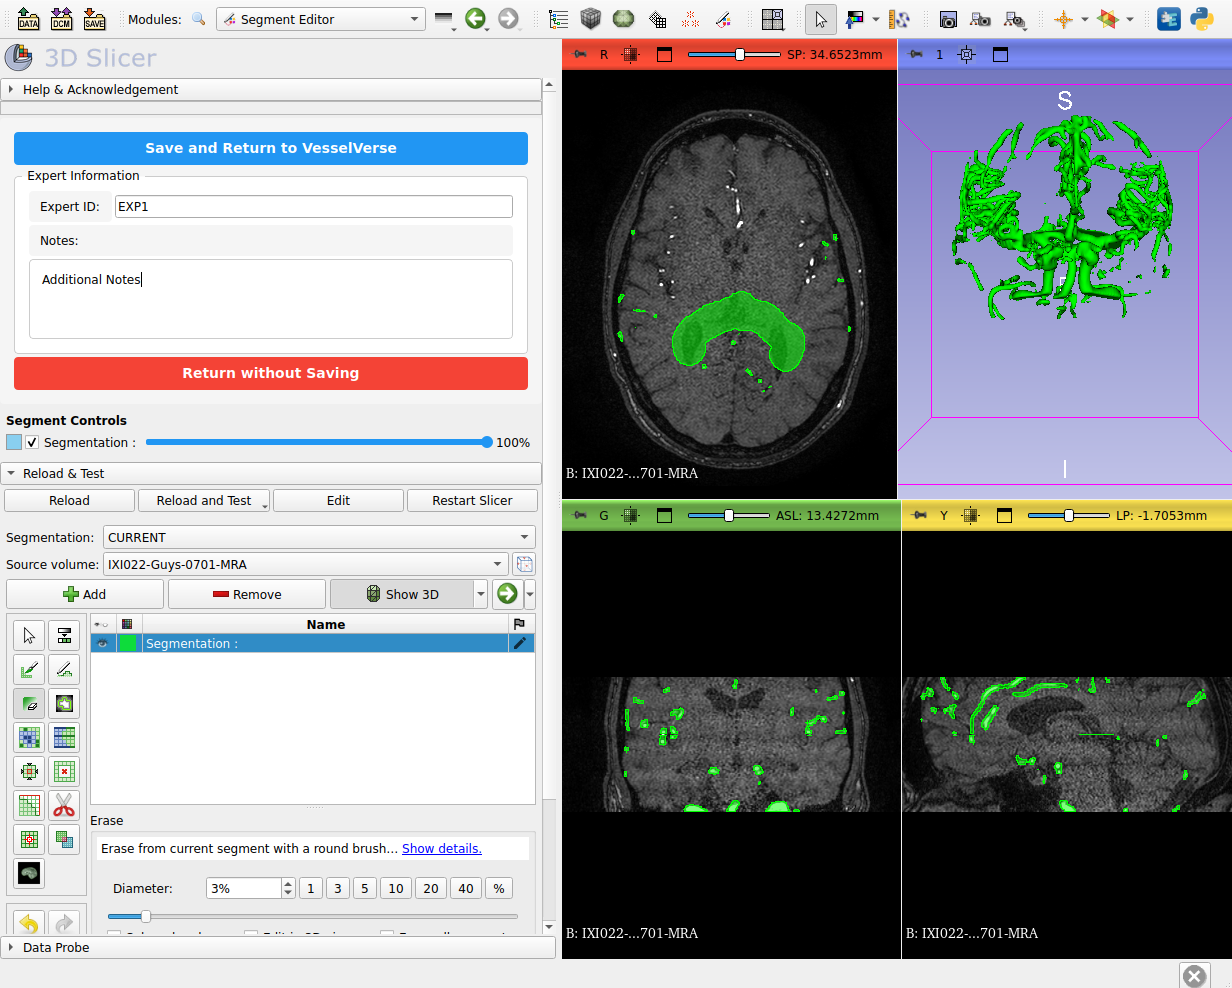 DATA
DCM
SAVE
Modules:
Segment Editor
3D Slicer
Help & Acknowledgement
Save and Return to VesselVerse
Expert Information
Expert ID:
EXP1
Notes:
Additional Notes
Return without Saving
Segment Controls
Segmentation :
100%
Reload & Test
Reload
Reload and Test
Edit
Restart Slicer
Segmentation:
CURRENT
Source volume:
IXI022-Guys-0701-MRA
Add
Remove
Show 3D
Name
Segmentation :
Erase
Erase from current segment with a round brush... Show details.
Diameter:
3%
1
3
5
10
20
40
%
Data Probe
R
SP: 34.6523mm
B: IXI022-...701-MRA
1
S
I
G
ASL: 13.4272mm
B: IXI022-...701-MRA
Y
LP: -1.7053mm
B: IXI022-...701-MRA